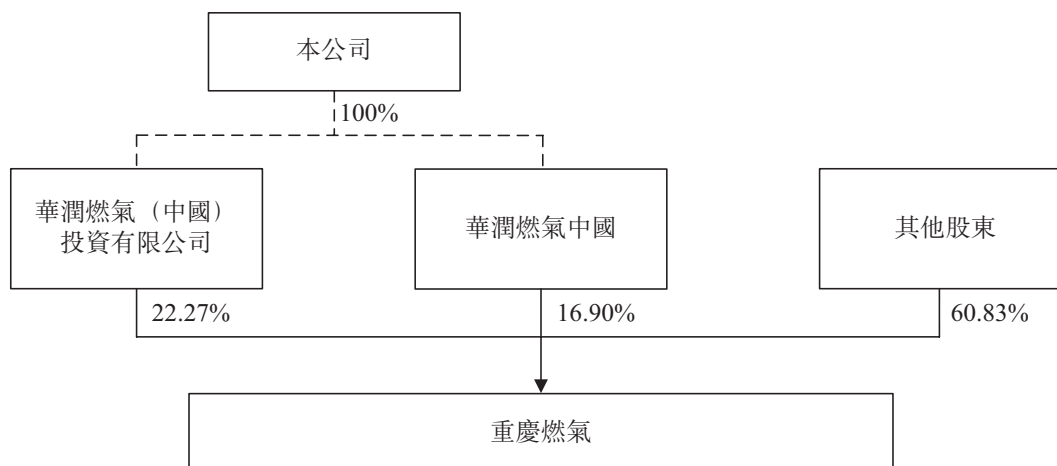 本公司
100%
華潤燃氣（中國）
投資有限公司
華潤燃氣中國
其他股東
22.27%
16.90%
60.83%
重慶燃氣